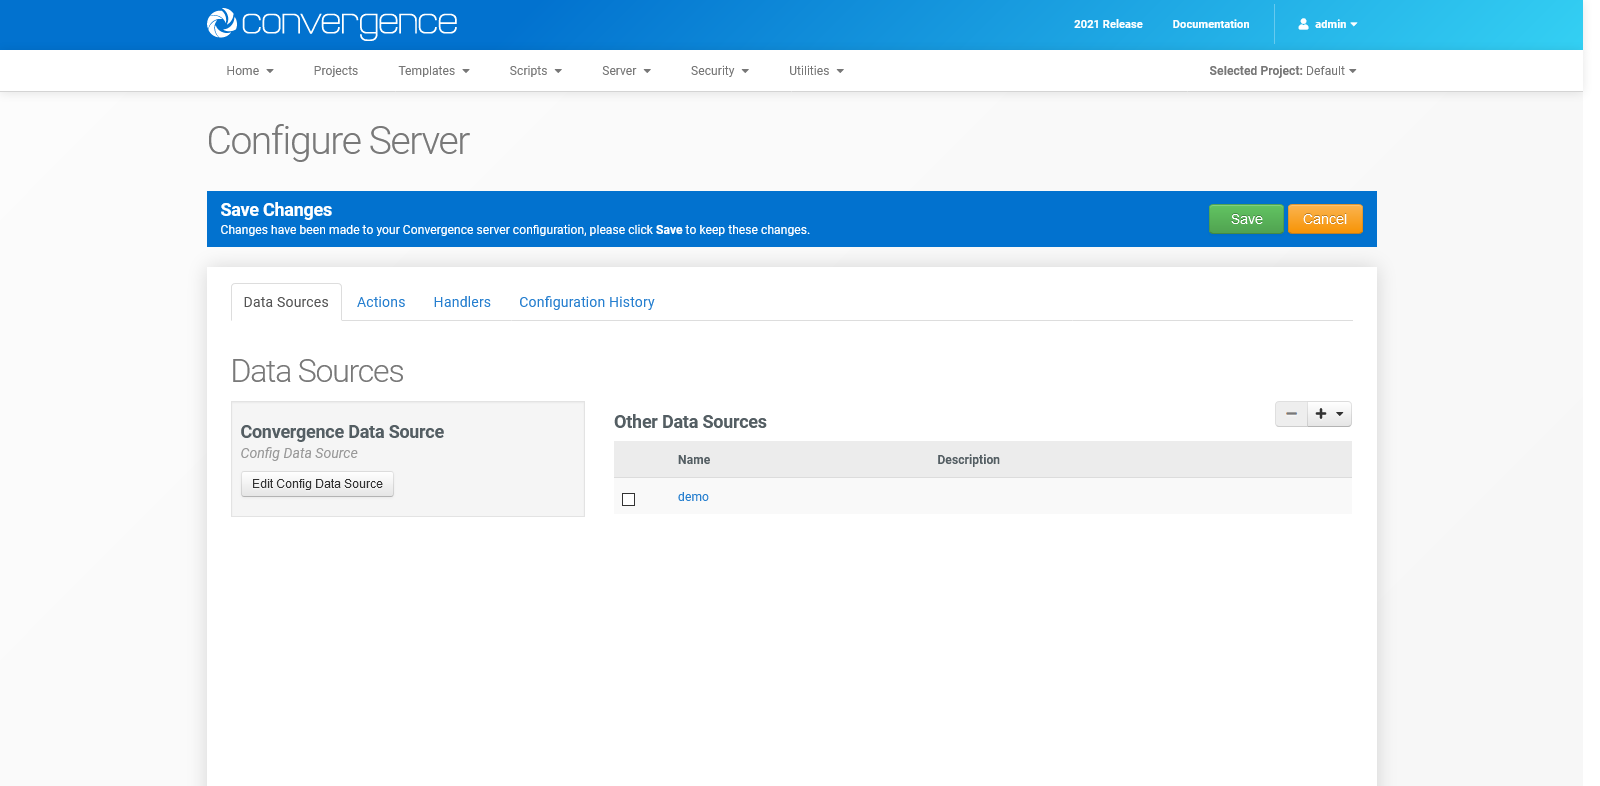 convergence
2021 Release Documentation admin
Home Projects Templates Scripts Server Security Utilities Selected Project: Default
Configure Server
Save Changes
Changes have been made to your Convergence server configuration, please click Save to keep these changes.
Save Cancel
Data Sources Actions Handlers Configuration History
Data Sources
Convergence Data Source
Config Data Source
Edit Config Data Source
Other Data Sources
Name Description
demo